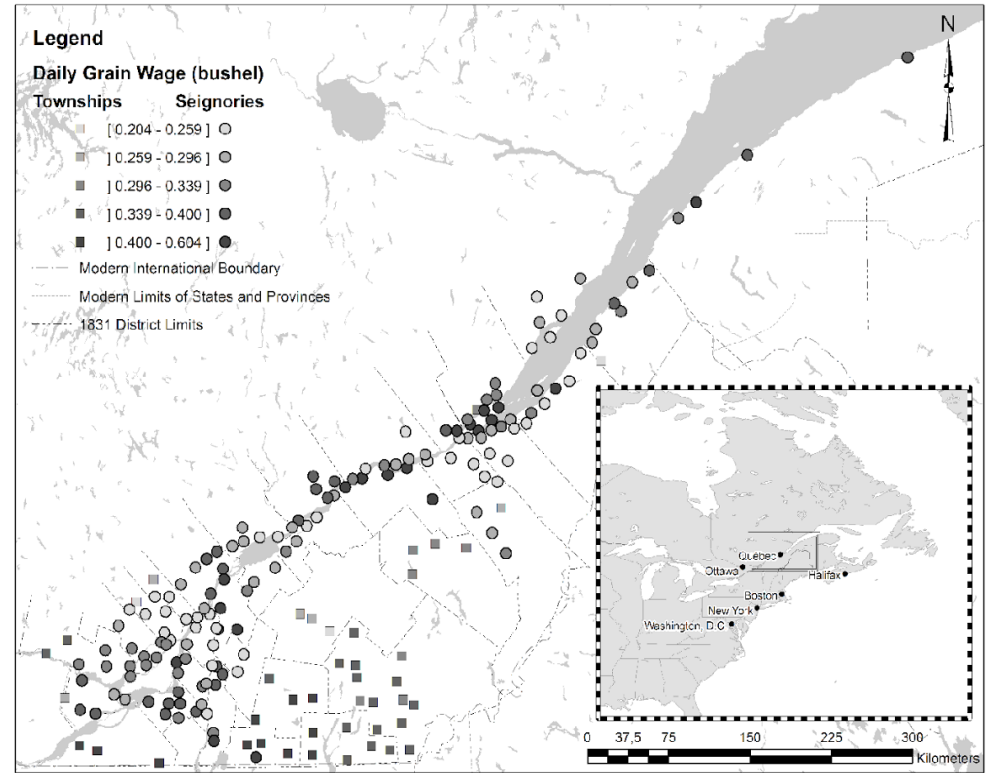 Legend
Daily Grain Wage (bushel)
Townships Seignories
[ 0.204 - 0.259 ]
] 0.259 - 0.296 ]
] 0.296 - 0.339 ]
] 0.339 - 0.400 ]
] 0.400 - 0.604 ]
Modern International Boundary
Modern Limits of States and Provinces
1831 District Limits
N
Québec
Ottawa
Halifax
Boston
New York
Washington, D.C
0 37,5 75 150 225 300
Kilometers